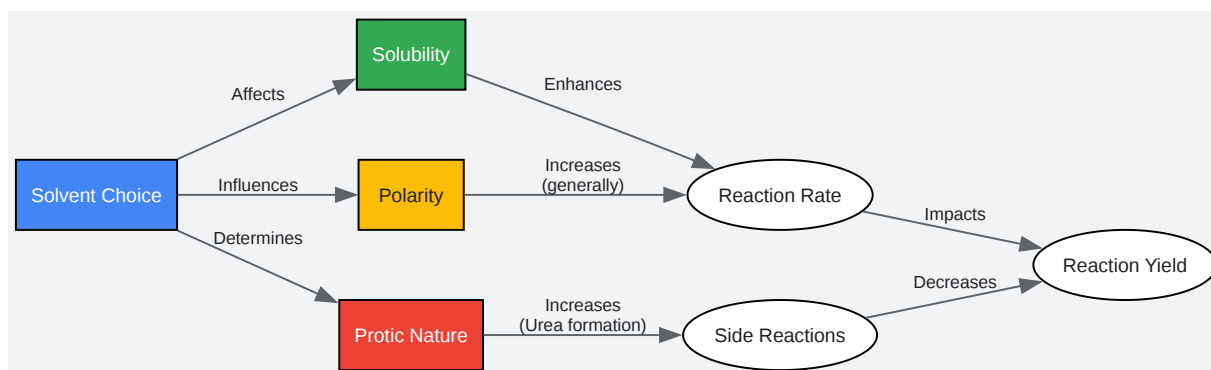 Solubility
Affects
Enhances
Solvent Choice
Influences
Polarity
Increases
(generally)
Reaction Rate
Determines
Impacts
Reaction Yield
Protic Nature
Increases
(Urea formation)
Side Reactions
Decreases